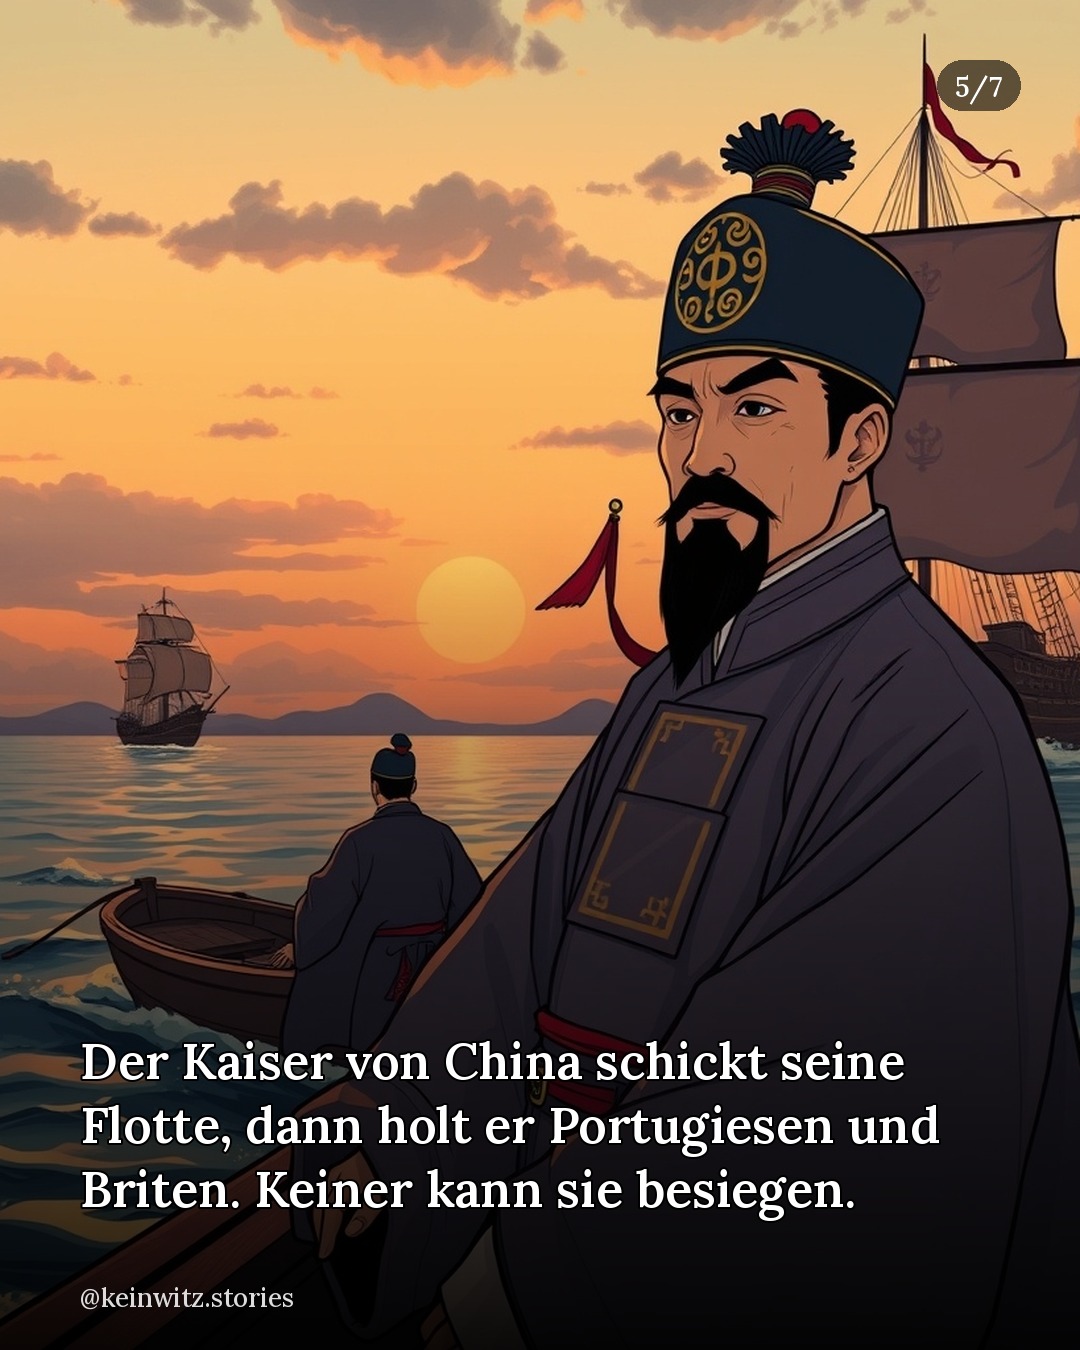 5/7
Der Kaiser von China schickt seine
Flotte, dann holt er Portugiesen und
Briten. Keiner kann sie besiegen.
@keinwitz.stories